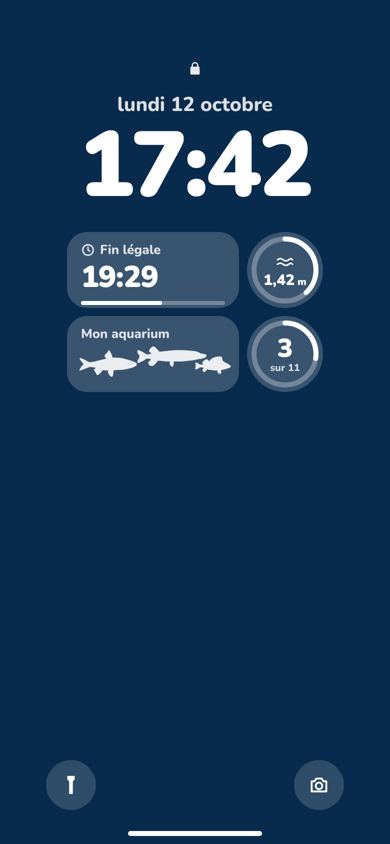 lundi 12 octobre
17:42
Fin légale
19:29
1,42 m
Mon aquarium
3
sur 11